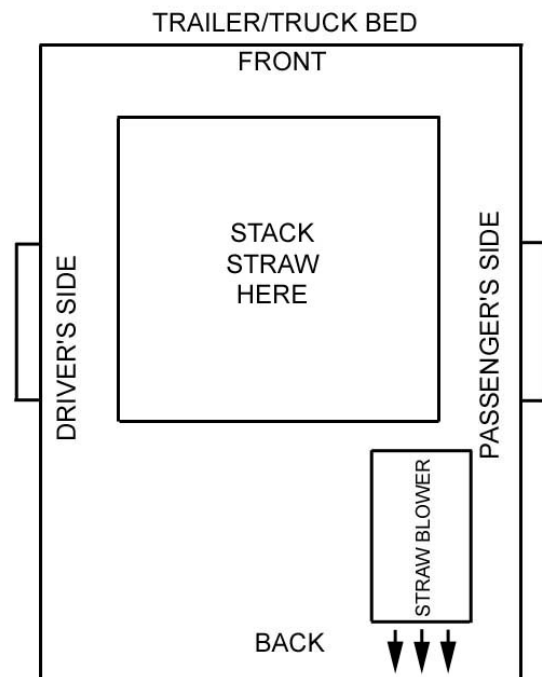 TRAILER/TRUCK BED
FRONT
STACK
STRAW
HERE
DRIVER'S SIDE
PASSENGER'S SIDE
STRAW BLOWER
BACK